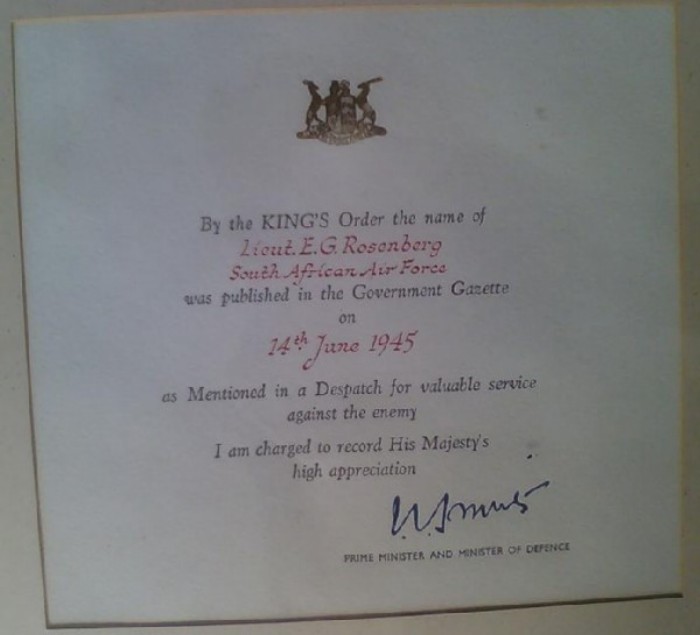 By the KING'S Order the name of
Lieut. E.G. Rosenberg
South African Air Force
was published in the Government Gazette
on
14th June 1945
as Mentioned in a Despatch for valuable service
against the enemy
I am charged to record His Majesty's
high appreciation
PRIME MINISTER AND MINISTER OF DEFENCE